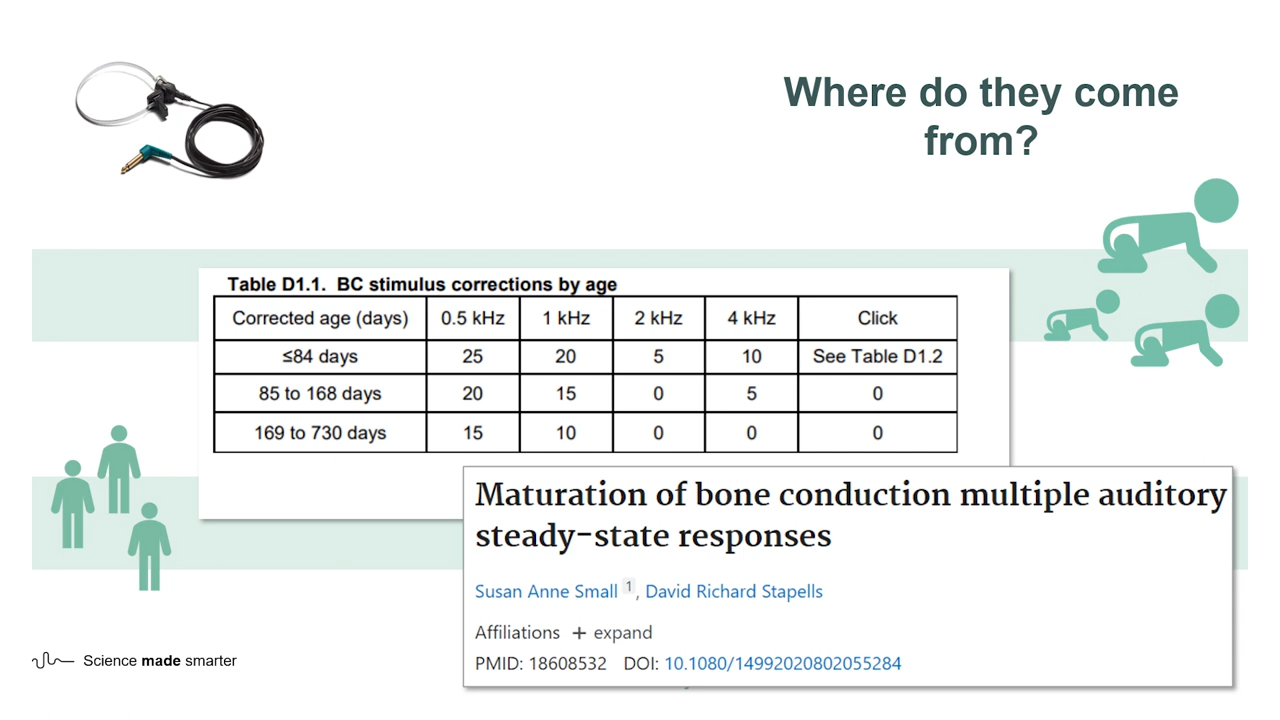 Where do they come
from?
Table D1.1. BC stimulus corrections by age
Corrected age (days) 0.5 kHz 1 kHz 2 kHz 4 kHz Click
≤84 days 25 20 5 10 See Table D1.2
85 to 168 days 20 15 0 5 0
169 to 730 days 15 10 0 0 0
Maturation of bone conduction multiple auditory
steady-state responses
Susan Anne Small 1, David Richard Stapells
Affiliations + expand
PMID: 18608532 DOI: 10.1080/14992020802055284
Science made smarter